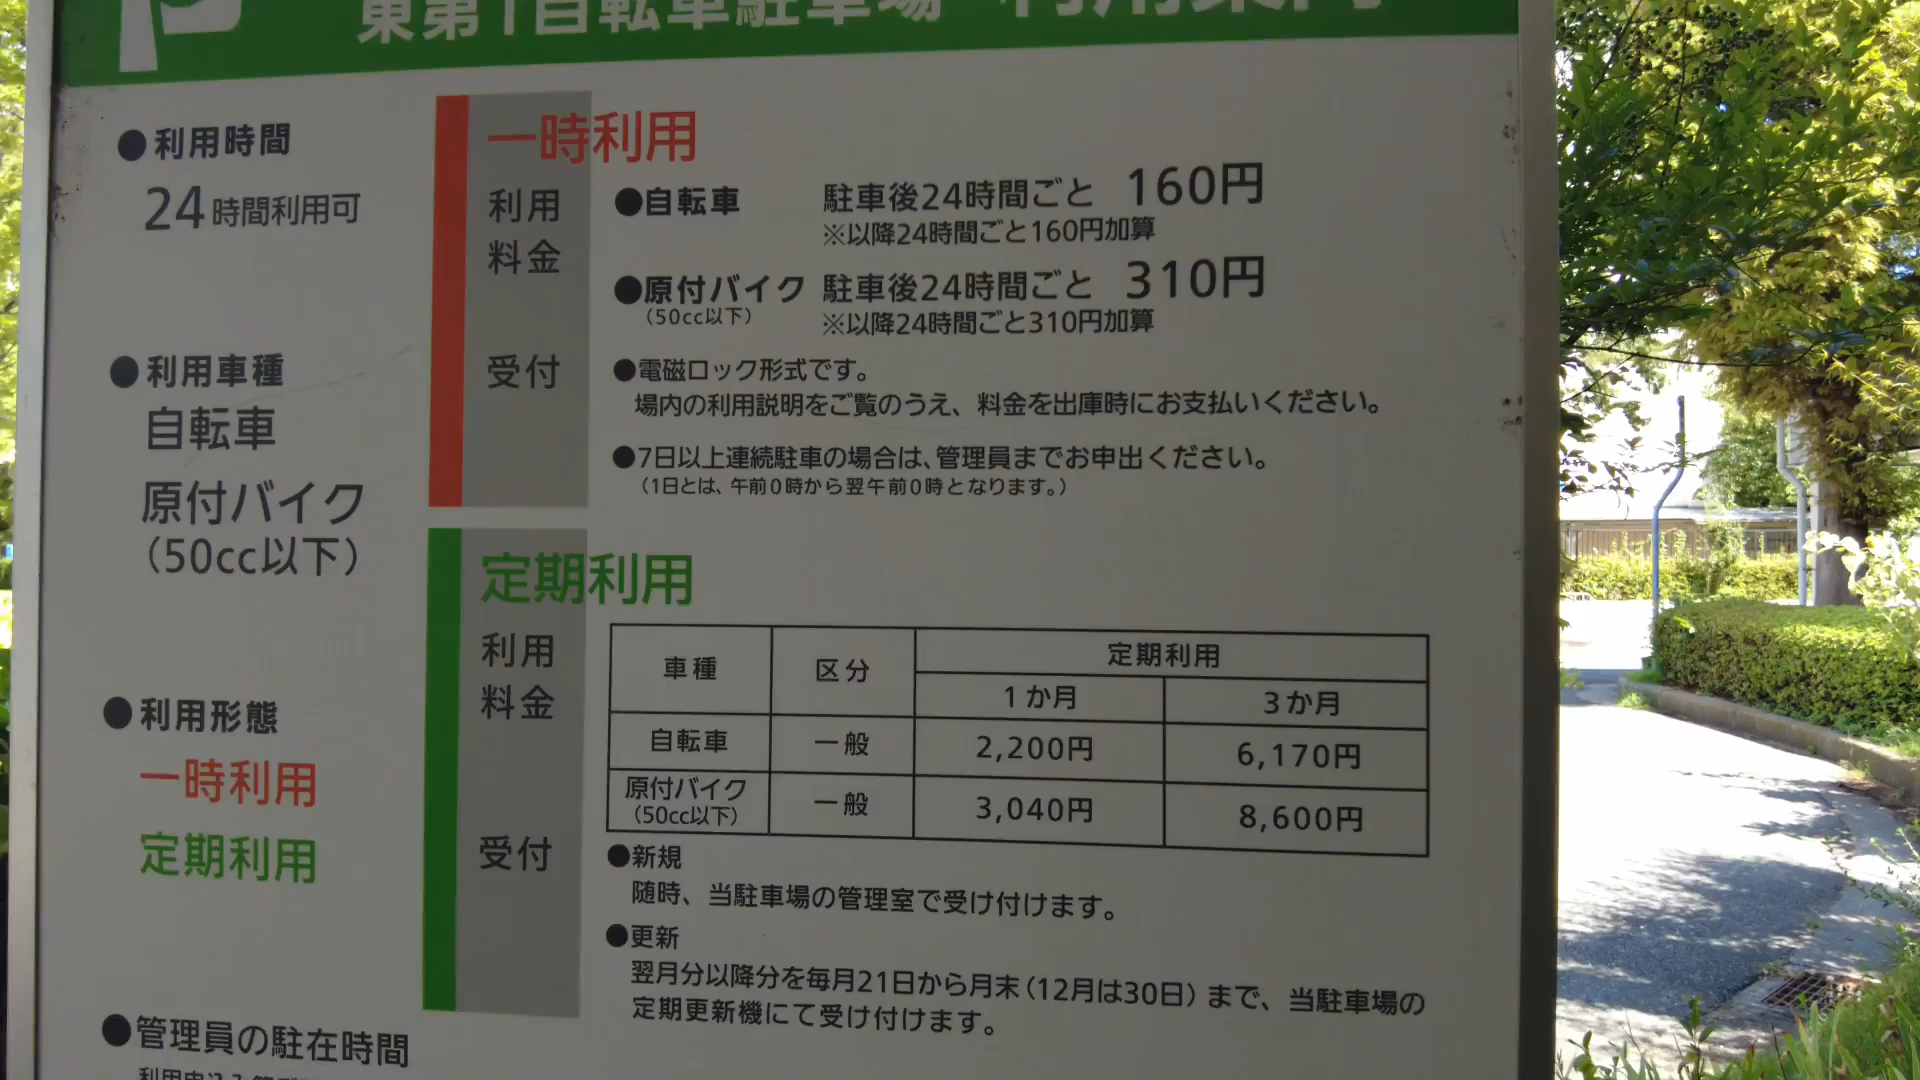 東第1自転車駐車場 利用案内
●利用時間
24時間利用可
●利用車種
自転車
原付バイク
（50cc以下）
●利用形態
一時利用
定期利用
●管理員の駐在時間
一時利用
利用料金
●自転車 駐車後24時間ごと 160円
※以降24時間ごと160円加算
●原付バイク 駐車後24時間ごと 310円
（50cc以下） ※以降24時間ごと310円加算
受付
●電磁ロック形式です。
場内の利用説明をご覧のうえ、料金を出庫時にお支払いください。
●7日以上連続駐車の場合は、管理員までお申出ください。
（1日とは、午前0時から翌午前0時となります。）
定期利用
利用料金
車種 区分 定期利用
1か月 3か月
自転車 一般 2,200円 6,170円
原付バイク（50cc以下） 一般 3,040円 8,600円
受付
●新規
随時、当駐車場の管理室で受け付けます。
●更新
翌月分以降分を毎月21日から月末（12月は30日）まで、当駐車場の
定期更新機にて受け付けます。